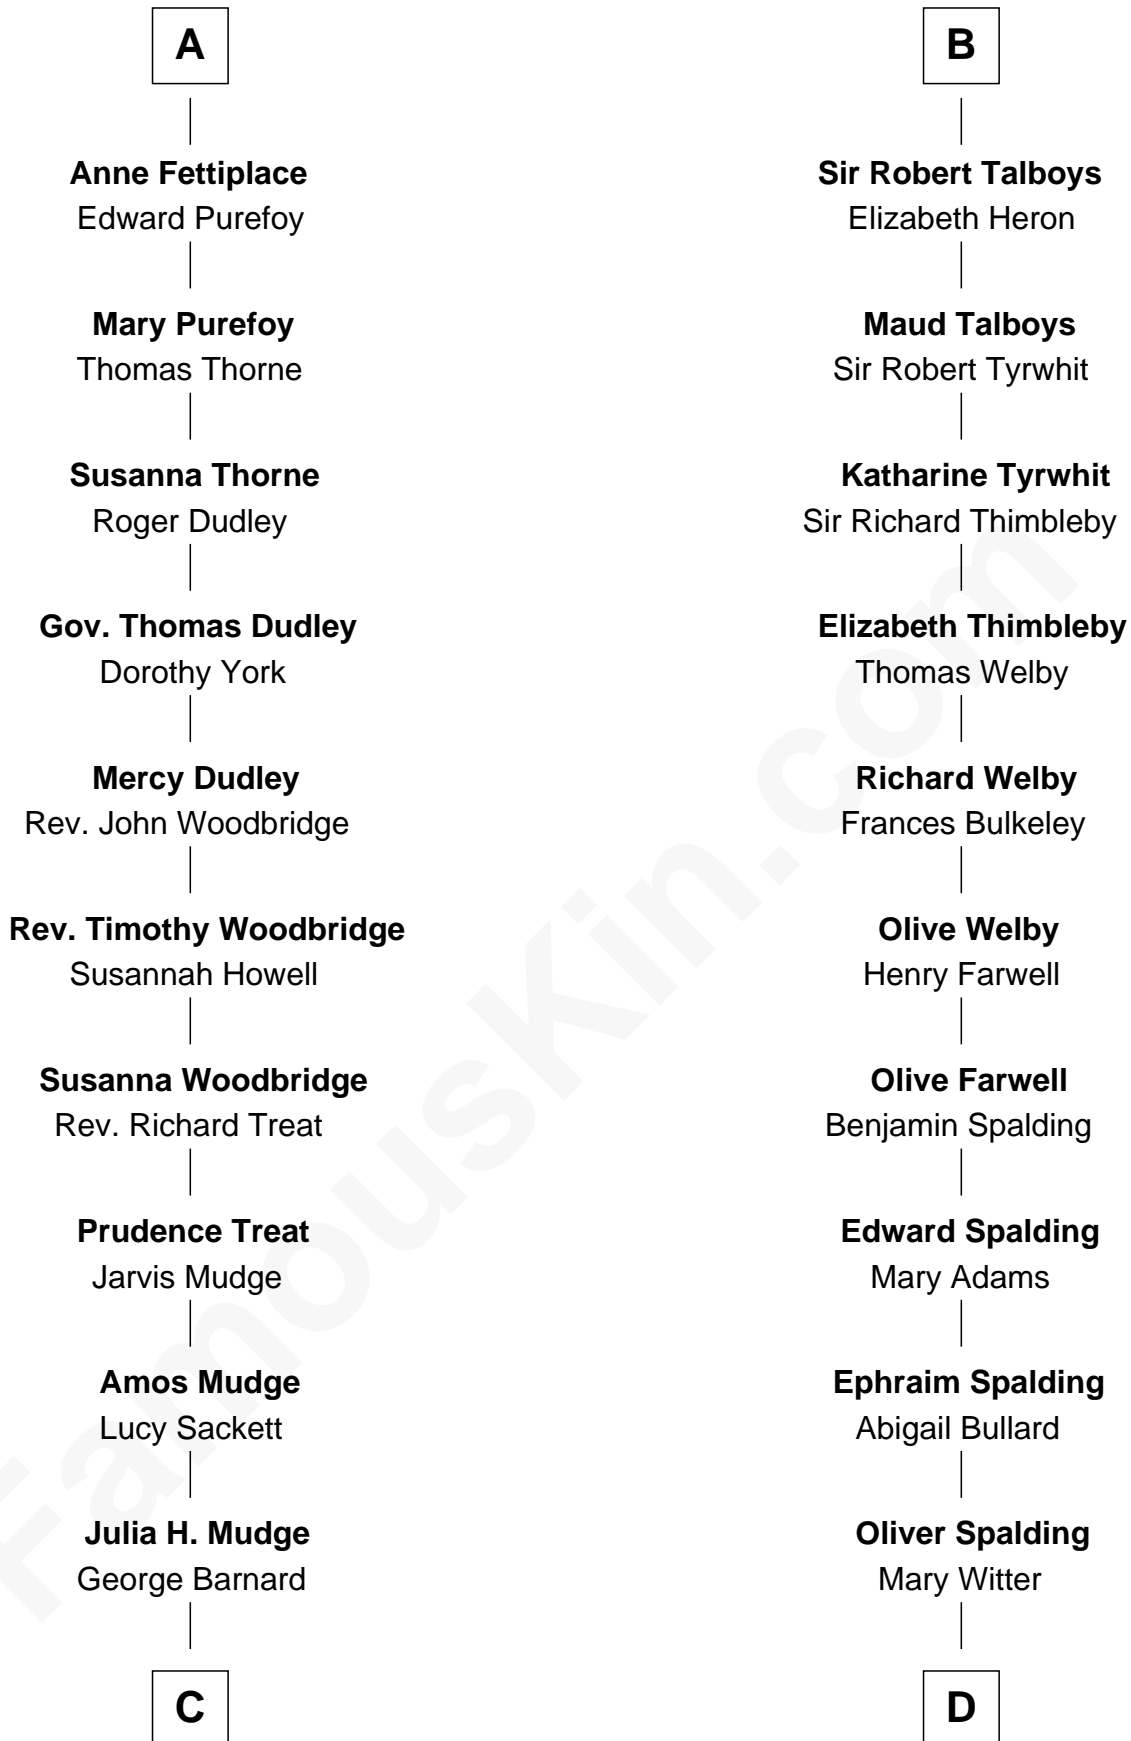 A
Anne Fettiplace
Edward Purefoy
Mary Purefoy
Thomas Thorne
Susanna Thorne
Roger Dudley
Gov. Thomas Dudley
Dorothy York
Mercy Dudley
Rev. John Woodbridge
Rev. Timothy Woodbridge
Susannah Howell
Susanna Woodbridge
Rev. Richard Treat
Prudence Treat
Jarvis Mudge
Amos Mudge
Lucy Sackett
Julia H. Mudge
George Barnard
C
B
Sir Robert Talboys
Elizabeth Heron
Maud Talboys
Sir Robert Tyrwhit
Katharine Tyrwhit
Sir Richard Thimbleby
Elizabeth Thimbleby
Thomas Welby
Richard Welby
Frances Bulkeley
Olive Welby
Henry Farwell
Olive Farwell
Benjamin Spalding
Edward Spalding
Mary Adams
Ephraim Spalding
Abigail Bullard
Oliver Spalding
Mary Witter
D
FamousKin.com